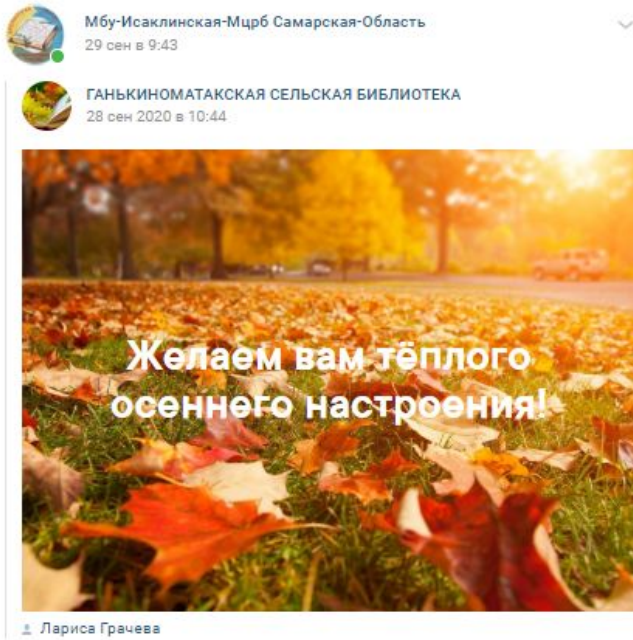 Мбу-Исаклинская-Мцрб Самарская-Область
29 сен в 9:43
ГАНЬКИНОМАТАКСКАЯ СЕЛЬСКАЯ БИБЛИОТЕКА
28 сен 2020 в 10:44
Желаем вам тёплого
осеннего настроения!
Лариса Грачева